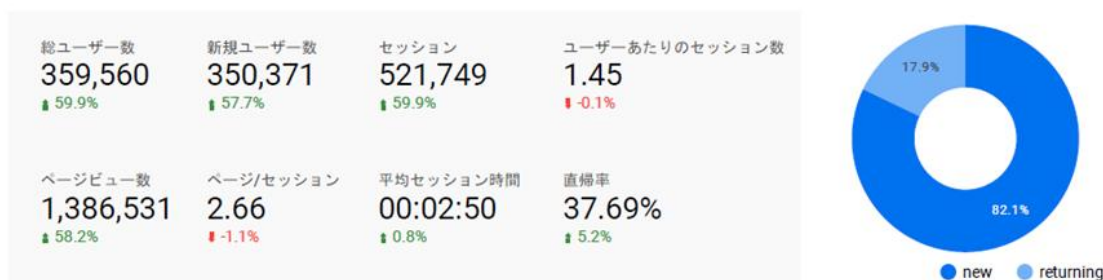 総ユーザー数 新規ユーザー数 セッション ユーザーあたりのセッション数
359,560 350,371 521,749 1.45
59.9% 57.7% 59.9% -0.1%
ページビュー数 ページ/セッション 平均セッション時間 直帰率
1,386,531 2.66 00:02:50 37.69%
58.2% -1.1% 0.8% 5.2%
17.9%
82.1%
new returning